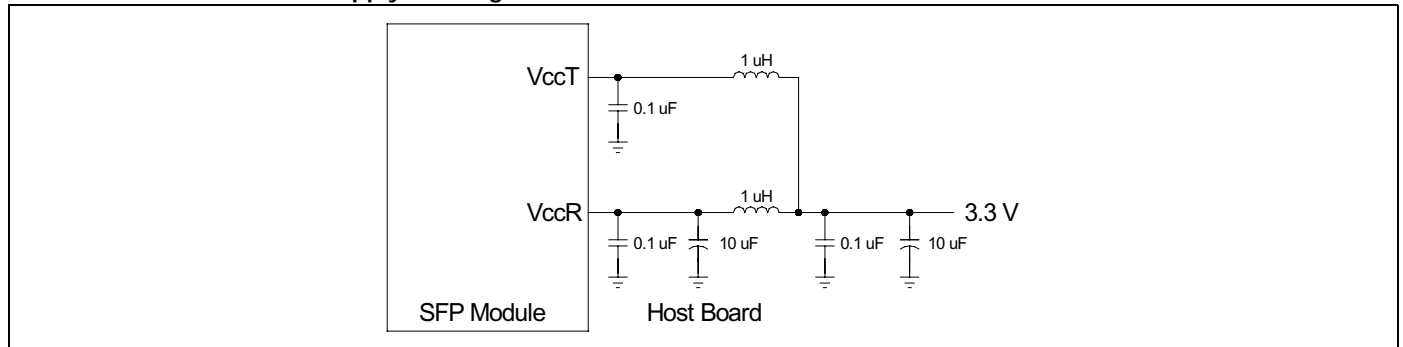 1 uH
VccT
0.1 uF
1 uH
VccR
3.3 V
0.1 uF
10 uF
0.1 uF
10 uF
SFP Module
Host Board